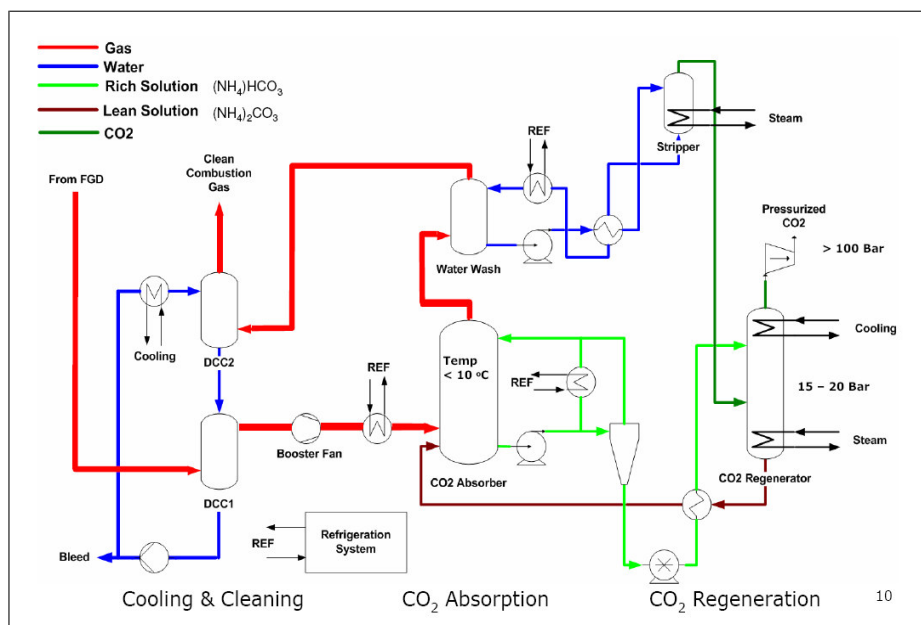 Gas
Water
Rich Solution (NH₄)HCO₃
Lean Solution (NH₄)₂CO₃
CO2
From FGD
Clean
Combustion
Gas
REF
Stripper
Steam
Pressurized
CO2
> 100 Bar
Water Wash
Cooling
DCC2
REF
Temp
< 10 ºC
REF
Cooling
15 – 20 Bar
Steam
Booster Fan
CO2 Absorber
CO2 Regenerator
DCC1
REF
Refrigeration
System
Bleed
Cooling & Cleaning
CO₂ Absorption
CO₂ Regeneration
10